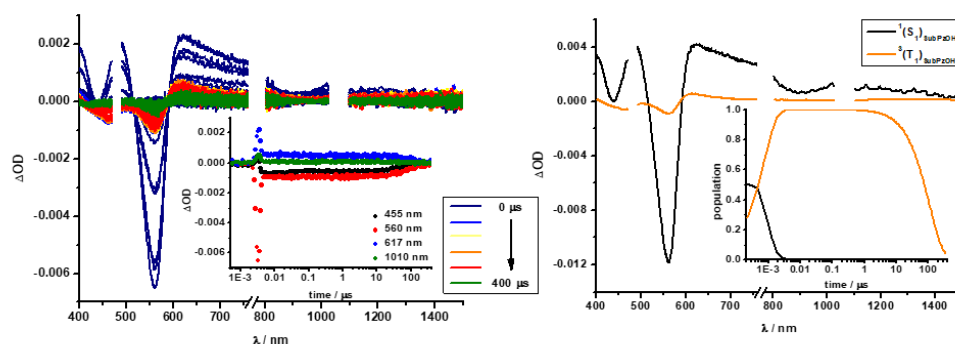 0.002
0.000
-0.002
-0.004
-0.006
ΔOD
400 500 600 700 800 1000 1200 1400
λ / nm
0.002
0.000
-0.002
-0.003
-0.005
-0.006
ΔOD
455 nm
560 nm
617 nm
1010 nm
1E-3 0.01 0.1 1 10 100
time / µs
0 µs
400 µs
0.004
0.000
-0.004
-0.008
-0.012
ΔOD
400 500 600 700 800 1000 1200 1400
λ / nm
¹(S₁)SubPzOH
³(T₁)SubPzOH
1.0
0.8
0.6
0.4
0.2
0.0
population
1E-3 0.01 0.1 1 10 100
time / µs